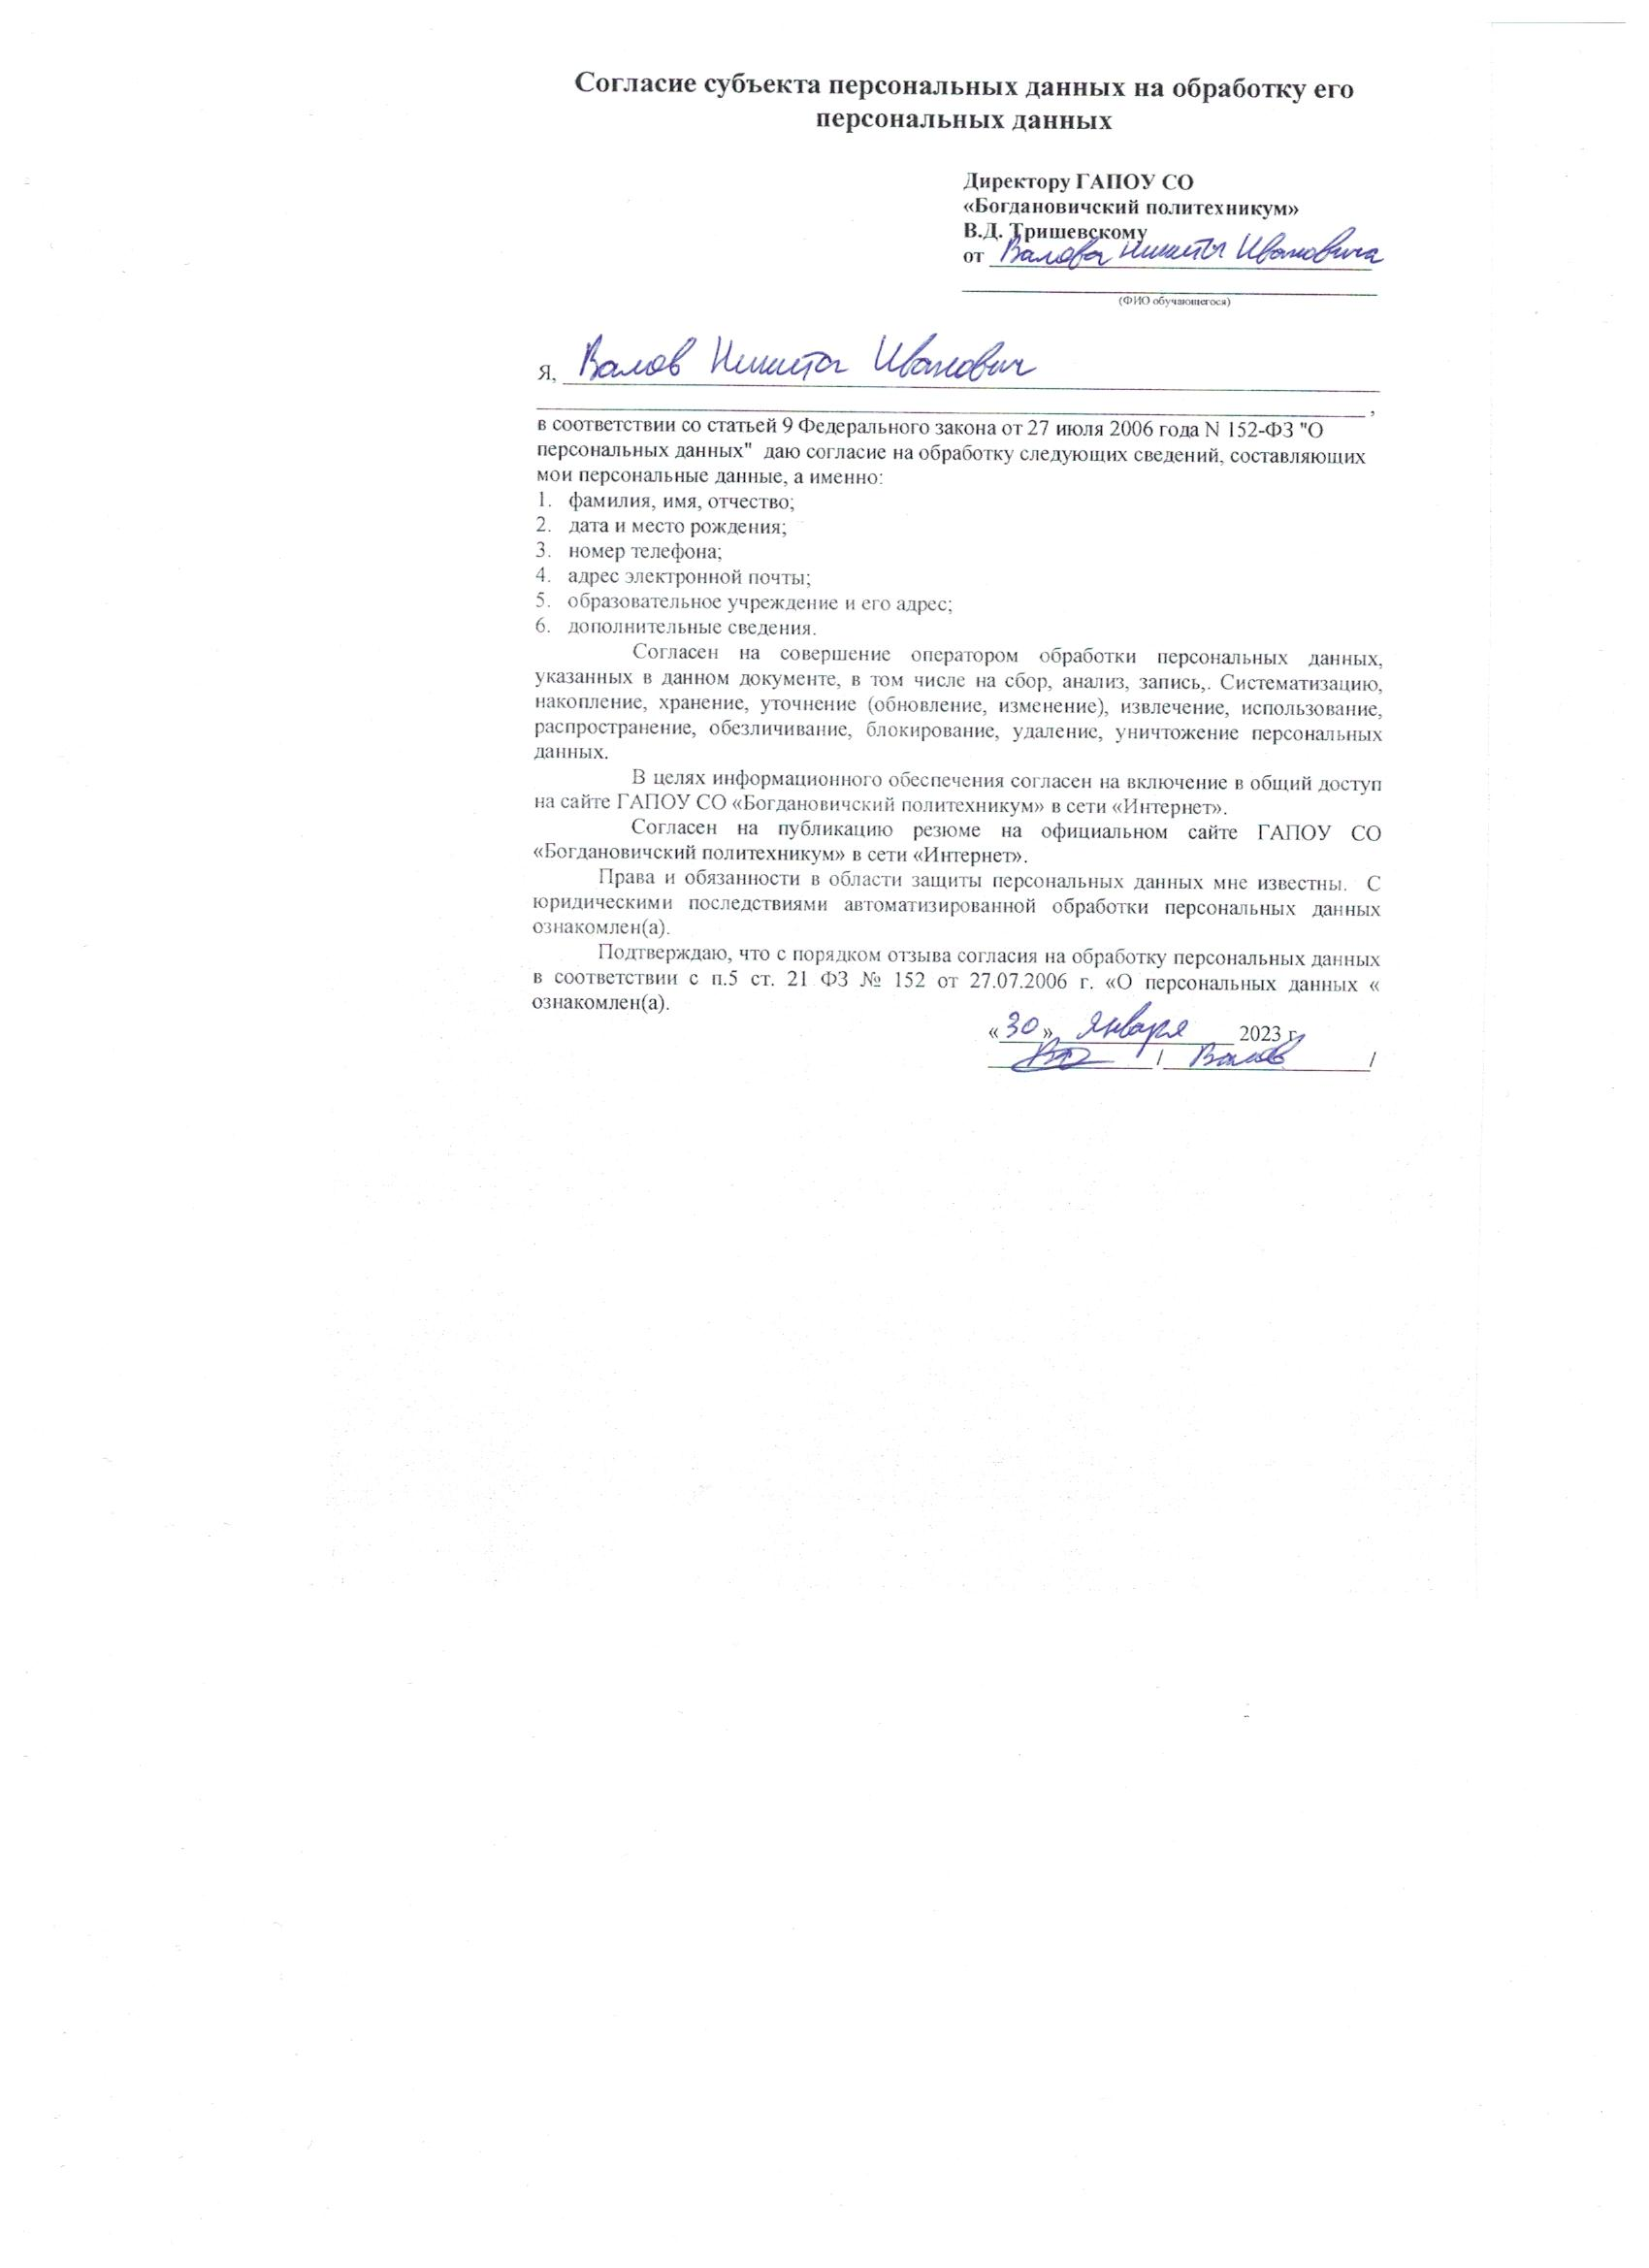 Согласие субъекта персональных данных на обработку его
персональных данных
Директору ГАПОУ СО
«Богдановичский политехникум»
В.Д. Тришевскому
от Валова Никиты Ивановича
(ФИО обучающегося)
Я, Валов Никита Иванович
,
в соответствии со статьей 9 Федерального закона от 27 июля 2006 года N 152-ФЗ "О
персональных данных" даю согласие на обработку следующих сведений, составляющих
мои персональные данные, а именно:
1. фамилия, имя, отчество;
2. дата и место рождения;
3. номер телефона;
4. адрес электронной почты;
5. образовательное учреждение и его адрес;
6. дополнительные сведения.
Согласен на совершение оператором обработки персональных данных,
указанных в данном документе, в том числе на сбор, анализ, запись,. Систематизацию,
накопление, хранение, уточнение (обновление, изменение), извлечение, использование,
распространение, обезличивание, блокирование, удаление, уничтожение персональных
данных.
В целях информационного обеспечения согласен на включение в общий доступ
на сайте ГАПОУ СО «Богдановичский политехникум» в сети «Интернет».
Согласен на публикацию резюме на официальном сайте ГАПОУ СО
«Богдановичский политехникум» в сети «Интернет».
Права и обязанности в области защиты персональных данных мне известны. С
юридическими последствиями автоматизированной обработки персональных данных
ознакомлен(а).
Подтверждаю, что с порядком отзыва согласия на обработку персональных данных
в соответствии с п.5 ст. 21 ФЗ № 152 от 27.07.2006 г. «О персональных данных «
ознакомлен(а).
«30» января 2023 г.
/ Валов /